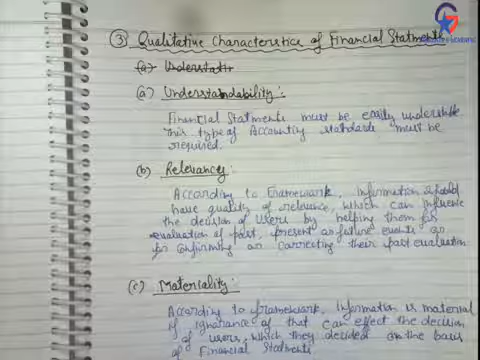 ③ Qualitative Characteristics of Financial Statments
(a) Understat
(a) Understandability :-
Financial Statments must be easily
This type of Accounting standards must be
required.
(b) Relevancy :-
According to Framework, Information should
have quality of relevance, which can influence
the decision of users by helping them for
evaluation of past, present or future events or
for confirming or correcting their past evaluation
(c) Materiality :-
According to framework, Information is material
if ignorance of that can effect the decision
of users, which they decided on the basis
of Financial Statments